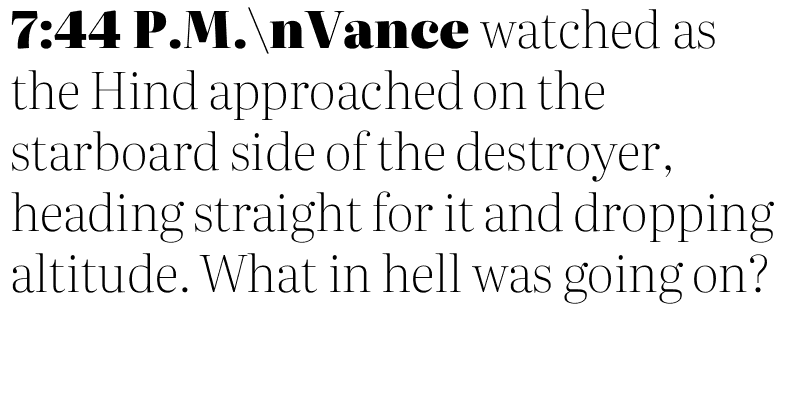 7:44 P.M.\nVance watched as
the Hind approached on the
starboard side of the destroyer,
heading straight for it and dropping
altitude. What in hell was going on?